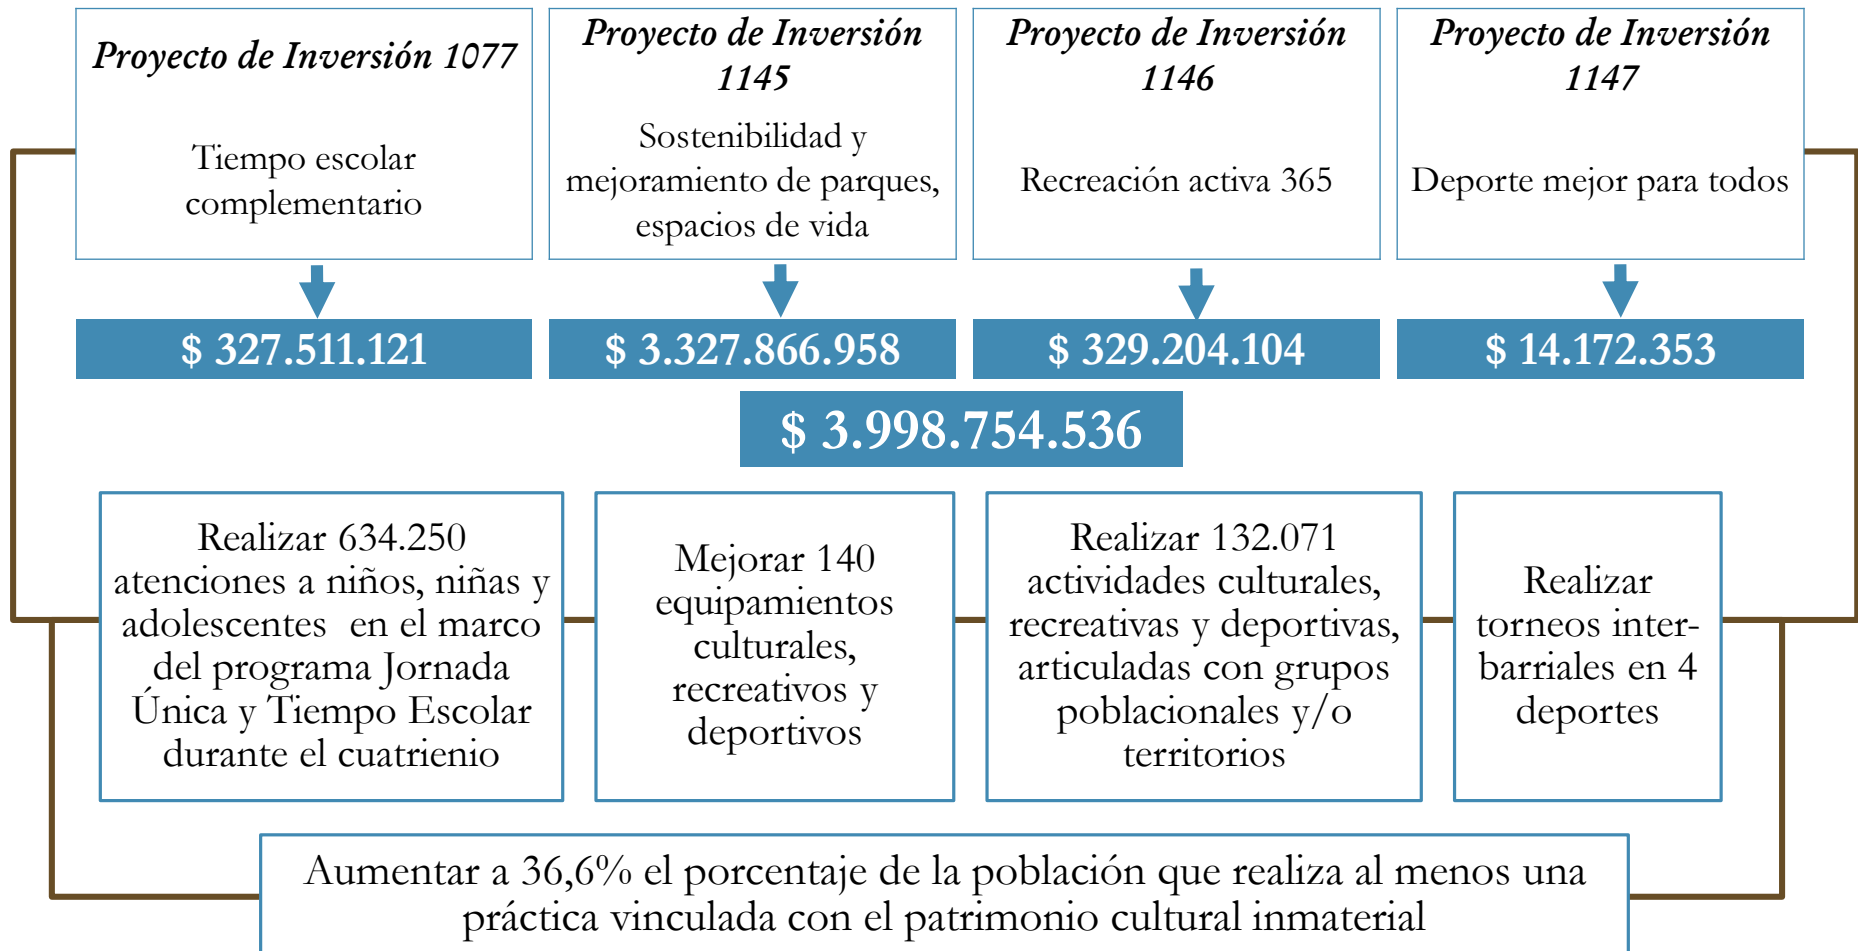 Proyecto de Inversión 1077
Tiempo escolar
complementario
Proyecto de Inversión
1145
Sostenibilidad y
mejoramiento de parques,
espacios de vida
Proyecto de Inversión
1146
Recreación activa 365
Proyecto de Inversión
1147
Deporte mejor para todos
$ 327.511.121
$ 3.327.866.958
$ 329.204.104
$ 14.172.353
$ 3.998.754.536
Realizar 634.250
atenciones a niños, niñas y
adolescentes en el marco
del programa Jornada
Única y Tiempo Escolar
durante el cuatrienio
Mejorar 140
equipamientos
culturales,
recreativos y
deportivos
Realizar 132.071
actividades culturales,
recreativas y deportivas,
articuladas con grupos
poblacionales y/o
territorios
Realizar
torneos inter-
barriales en 4
deportes
Aumentar a 36,6% el porcentaje de la población que realiza al menos una
práctica vinculada con el patrimonio cultural inmaterial